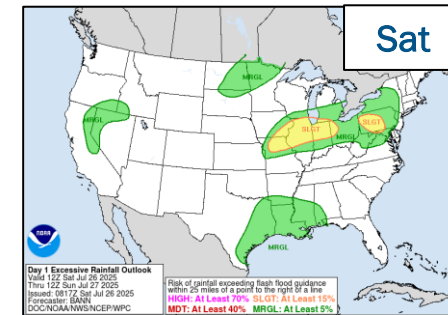 Sat
MRGL
MRGL
SLGT
SLGT
MRGL
MRGL
NOAA
Day 1 Excessive Rainfall Outlook
Valid 12Z Sat Jul 26 2025
Thru 12Z Sun Jul 27 2025
Issued: 0817Z Sat Jul 26 2025
Forecaster: BANN
DOC/NOAA/NWS/NCEP/WPC
Risk of rainfall exceeding flash flood guidance
within 25 miles of a point to the right of a line
HIGH: At Least 70% SLGT: At Least 15%
MDT: At Least 40% MRGL: At Least 5%